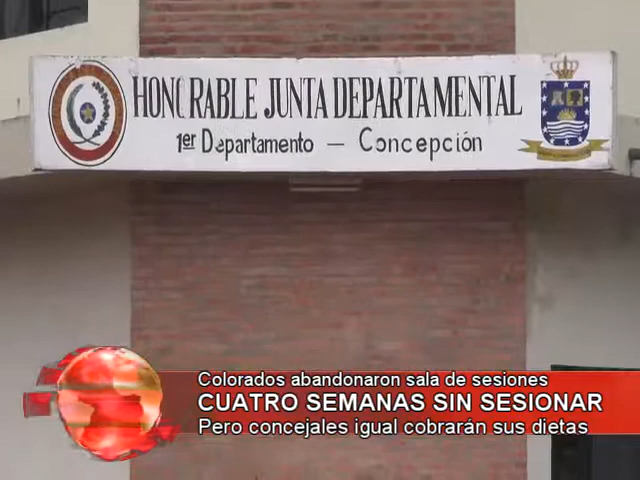 HONORABLE JUNTA DEPARTAMENTAL
1er Departamento — Concepción
Colorados abandonaron sala de sesiones
CUATRO SEMANAS SIN SESIONAR
Pero concejales igual cobrarán sus dietas